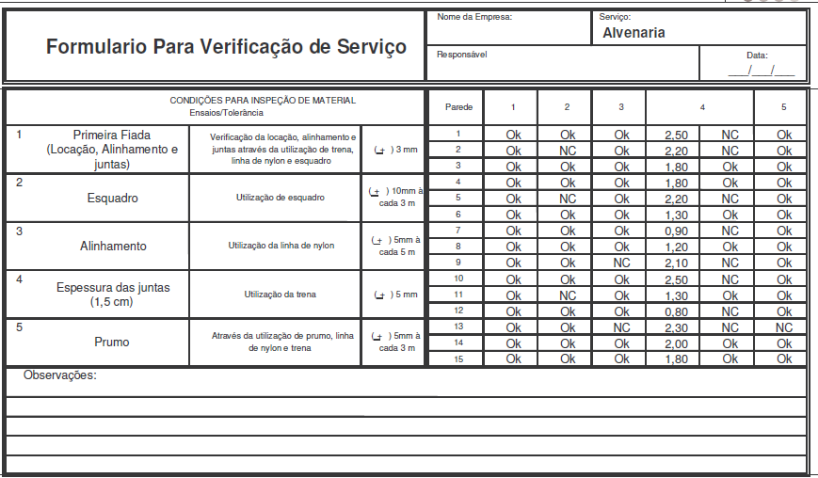 Nome da Empresa: Serviço:
Formulario Para Verificação de Serviço Alvenaria
Responsável Data:
___/___/___
CONDIÇÕES PARA INSPEÇÃO DE MATERIAL
Ensaios/Tolerância
Parede 1 2 3 4 5
1 Primeira Fiada (Locação, Alinhamento e juntas) Verificação da locação, alinhamento e juntas através da utilização de trena, linha de nylon e esquadro (+ ) 3 mm
2 Esquadro Utilização de esquadro (+ ) 10mm à cada 3 m
3 Alinhamento Utilização da linha de nylon (+ ) 5mm à cada 5 m
4 Espessura das juntas (1,5 cm) Utilização da trena (+ ) 5 mm
5 Prumo Através da utilização de prumo, linha de nylon e trena (+ ) 5mm à cada 3 m
1 Ok Ok Ok 2,50 NC Ok
2 Ok NC Ok 2,20 NC Ok
3 Ok Ok Ok 1,80 Ok Ok
4 Ok Ok Ok 1,80 Ok Ok
5 Ok NC Ok 2,20 NC Ok
6 Ok Ok Ok 1,30 Ok Ok
7 Ok Ok Ok 0,90 NC Ok
8 Ok Ok Ok 1,20 Ok Ok
9 Ok Ok NC 2,10 NC Ok
10 Ok Ok Ok 2,50 NC Ok
11 Ok NC Ok 1,30 Ok Ok
12 Ok Ok Ok 0,80 NC Ok
13 Ok Ok NC 2,30 NC NC
14 Ok Ok Ok 2,00 Ok Ok
15 Ok Ok Ok 1,80 Ok Ok
Observações: